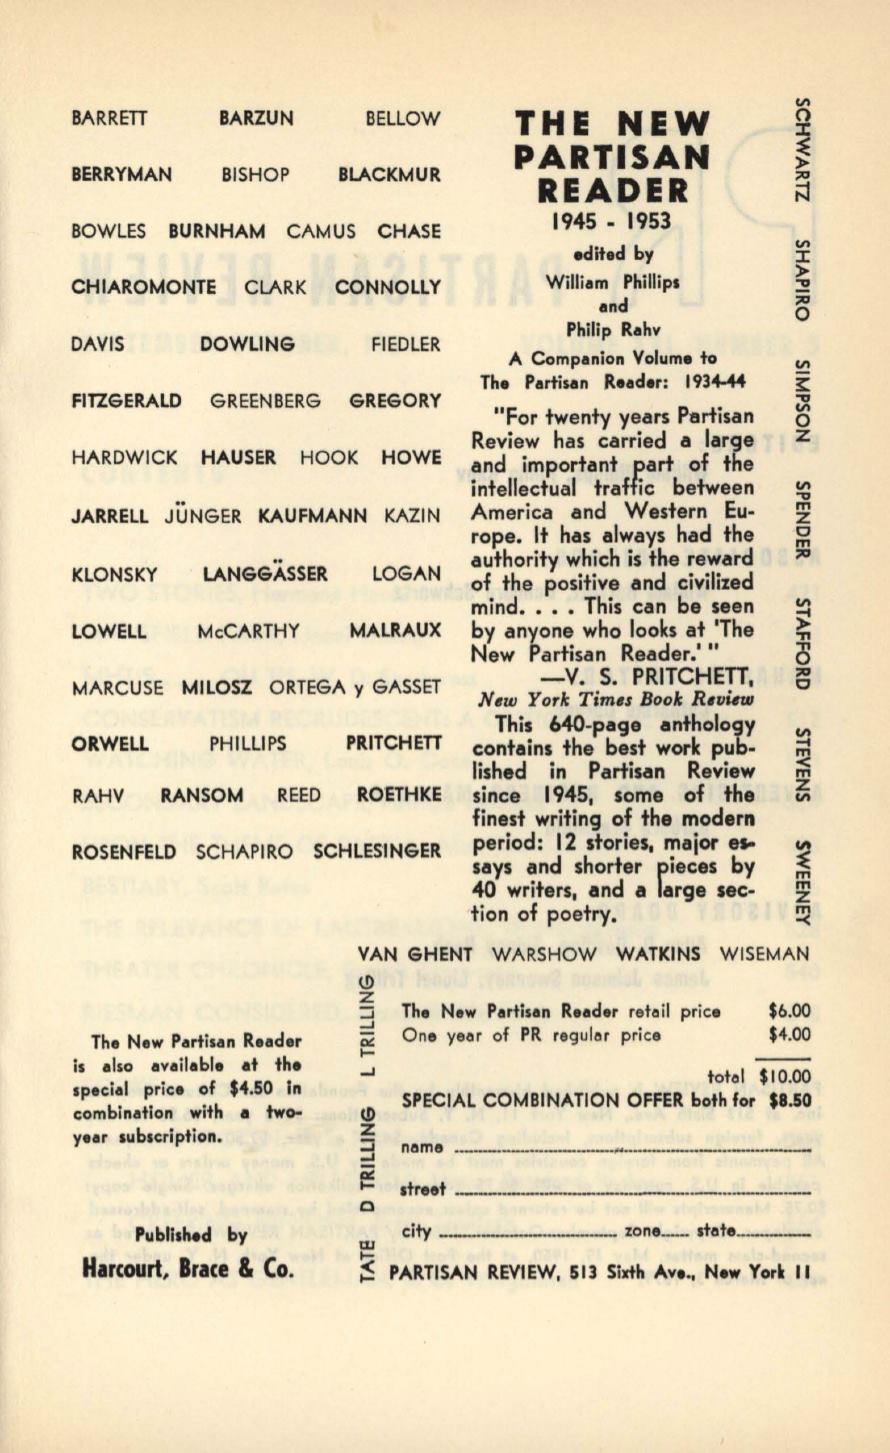 BARRETT BARZUN BELLOW
BERRYMAN BISHOP BLACKMUR
BOWLES BURNHAM CAMUS CHASE
CHIAROMONTE CLARK CONNOLLY
DAVIS DOWLING FIEDLER
FITZGERALD GREENBERG GREGORY
HARDWICK HAUSER HOOK HOWE
JARRELL JÜNGER KAUFMANN KAZIN
KLONSKY LANGGÄSSER LOGAN
LOWELL McCARTHY MALRAUX
MARCUSE MILOSZ ORTEGA y GASSET
ORWELL PHILLIPS PRITCHETT
RAHV RANSOM REED ROETHKE
ROSENFELD SCHAPIRO SCHLESINGER
THE NEW
PARTISAN
READER
1945 - 1953
edited by
William Phillips
and
Philip Rahv
A Companion Volume to
The Partisan Reader: 1934-44
"For twenty years Partisan
Review has carried a large
and important part of the
intellectual traffic between
America and Western Eu-
rope. It has always had the
authority which is the reward
of the positive and civilized
mind. . . . This can be seen
by anyone who looks at 'The
New Partisan Reader.' "
—V. S. PRITCHETT,
New York Times Book Review
This 640-page anthology
contains the best work pub-
lished in Partisan Review
since 1945, some of the
finest writing of the modern
period: 12 stories, major es-
says and shorter pieces by
40 writers, and a large sec-
tion of poetry.
SCHWARTZ SHAPIRO SIMPSON SPENDER STAFFORD STEVENS SWEENEY
VAN GHENT WARSHOW WATKINS WISEMAN
TATE D TRILLING L TRILLING
The New Partisan Reader
is also available at the
special price of $4.50 in
combination with a two-
year subscription.
Published by
Harcourt, Brace & Co.
The New Partisan Reader retail price $6.00
One year of PR regular price $4.00
total $10.00
SPECIAL COMBINATION OFFER both for $8.50
name
street
city zone state
PARTISAN REVIEW, 513 Sixth Ave., New York 11